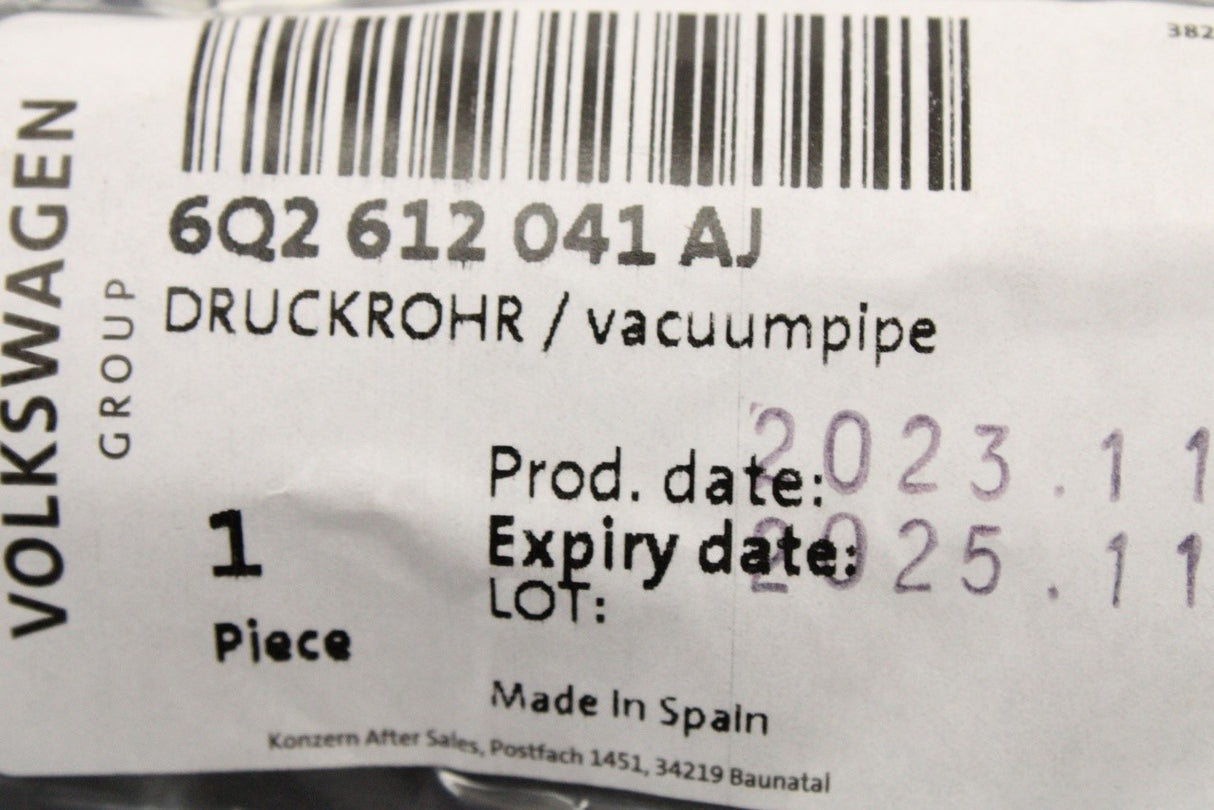 382
VOLKSWAGEN
GROUP
6Q2 612 041 AJ
DRUCKROHR / vacuumpipe
Prod. date: 2023.11
Expiry date: 2025.11
LOT:
1
Piece
Made In Spain
Konzern After Sales, Postfach 1451, 34219 Baunatal